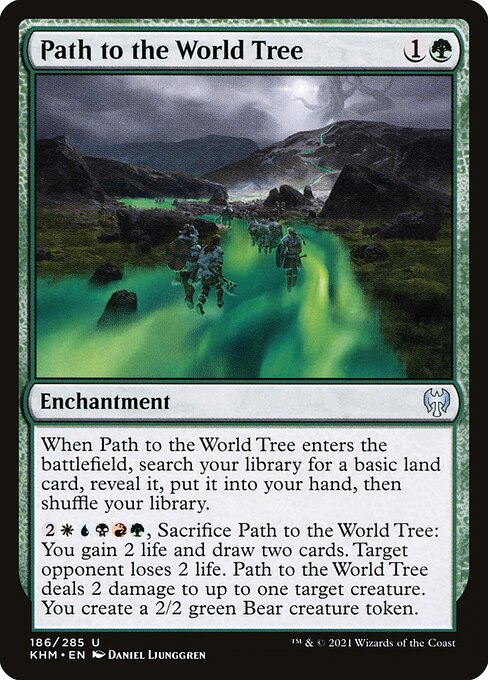 Path to the World Tree 1
Enchantment
When Path to the World Tree enters the
battlefield, search your library for a basic land
card, reveal it, put it into your hand, then
shuffle your library.
2, Sacrifice Path to the World Tree:
You gain 2 life and draw two cards. Target
opponent loses 2 life. Path to the World Tree
deals 2 damage to up to one target creature.
You create a 2/2 green Bear creature token.
186/285 U
KHM • EN Daniel Ljunggren
™ & © 2021 Wizards of the Coast